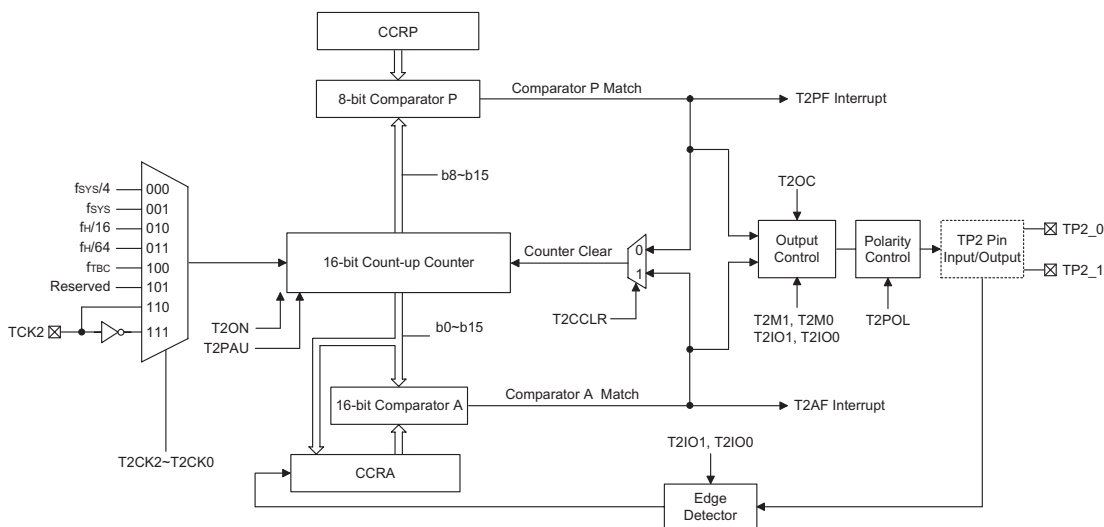 CCRP
8-bit Comparator P
Comparator P Match
T2PF Interrupt
b8~b15
fSYS/4
000
fSYS
001
fH/16
010
fH/64
011
fTBC
100
Reserved
101
110
TCK2
111
T2CK2~T2CK0
16-bit Count-up Counter
T2ON
T2PAU
Counter Clear
0
1
T2CCLR
b0~b15
T2OC
Output
Control
T2M1, T2M0
T2IO1, T2IO0
Polarity
Control
T2POL
TP2 Pin
Input/Output
TP2_0
TP2_1
16-bit Comparator A
Comparator A Match
T2AF Interrupt
CCRA
T2IO1, T2IO0
Edge
Detector